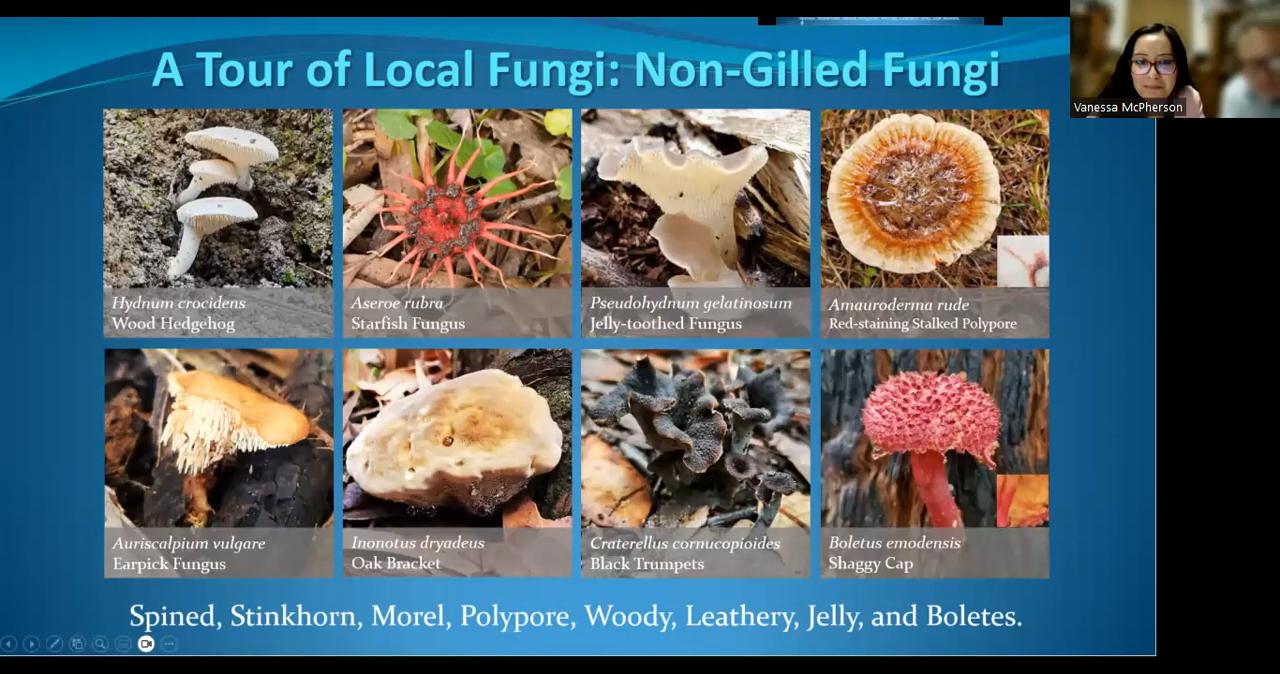 A Tour of Local Fungi: Non-Gilled Fungi
Vanessa McPherson
Hydnum crocidens
Wood Hedgehog
Aseroe rubra
Starfish Fungus
Pseudohydnum gelatinosum
Jelly-toothed Fungus
Amauroderma rude
Red-staining Stalked Polypore
Auriscalpium vulgare
Earpick Fungus
Inonotus dryadeus
Oak Bracket
Craterellus cornucopioides
Black Trumpets
Boletus emodensis
Shaggy Cap
Spined, Stinkhorn, Morel, Polypore, Woody, Leathery, Jelly, and Boletes.